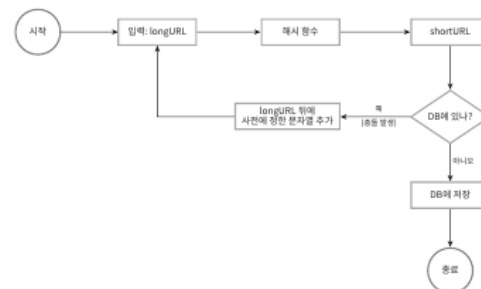 시작
입력: longURL
해시 함수
shortURL
longURL 뒤에
사전에 정한 문자열 추가
예
(충돌 발생)
DB에 있나?
아니오
DB에 저장
종료